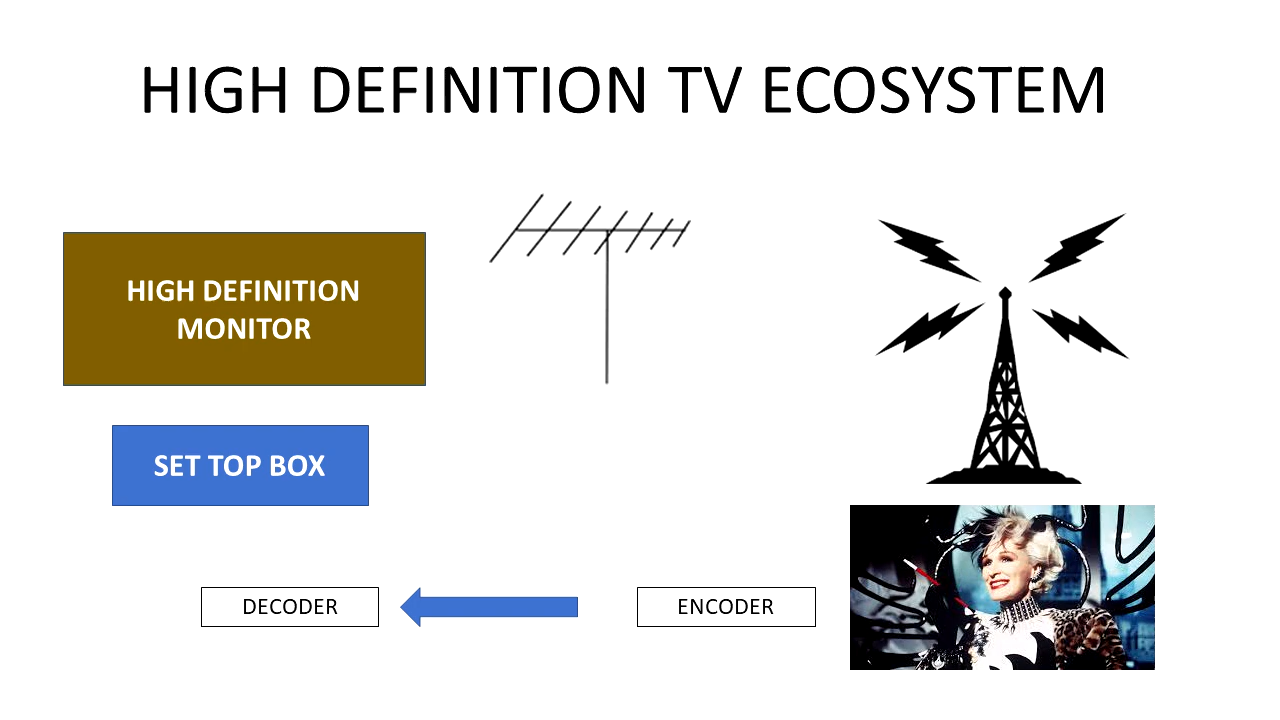 HIGH DEFINITION TV ECOSYSTEM
HIGH DEFINITION
MONITOR
SET TOP BOX
DECODER
ENCODER